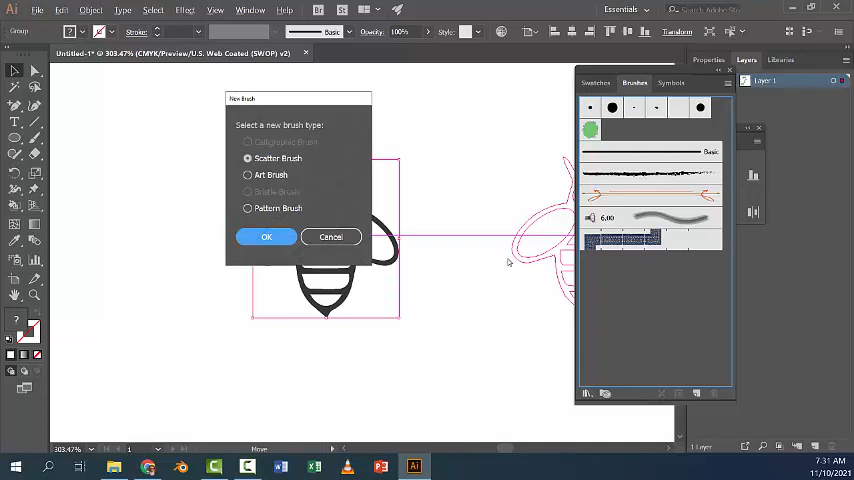 Ai File Edit Object Type Select Effect View Window Help Br St Essentials
Group ? Stroke: Basic Opacity: 100% Style: Transform
Untitled-1* @ 303.47% (CMYK/Preview/U.S. Web Coated (SWOP) v2) ×
Swatches Brushes Symbols
Properties Layers Libraries
Layer 1
New Brush
Select a new brush type:
Calligraphic Brush
Scatter Brush
Art Brush
Bristle Brush
Pattern Brush
OK Cancel
Basic
6.00
?
303.47% 1 Move
1 Layer
7:31 AM
11/10/2021